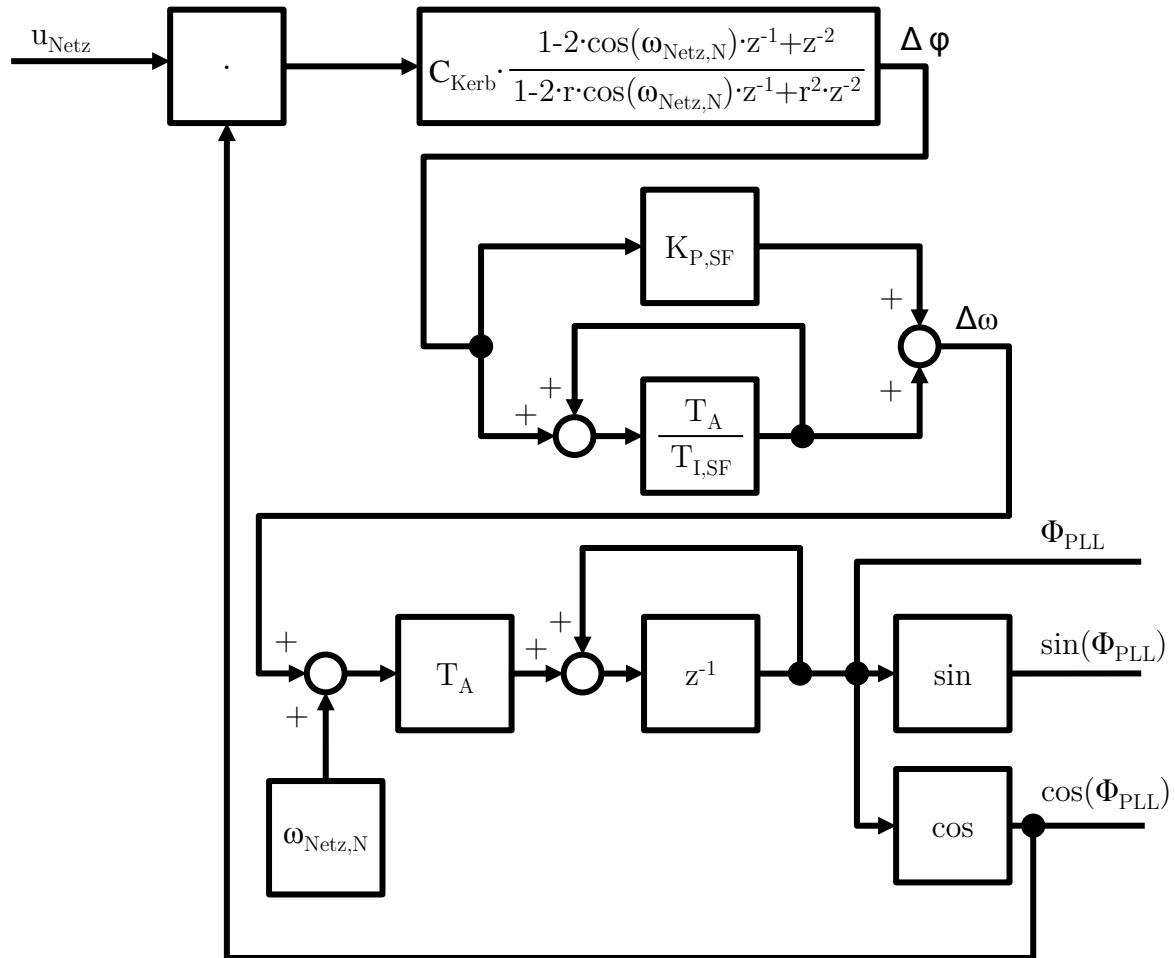 u_Netz
·
C_Kerb · (1-2·cos(ω_Netz,N)·z⁻¹+z⁻²) / (1-2·r·cos(ω_Netz,N)·z⁻¹+r²·z⁻²)
Δφ
K_P,SF
+
Δω
+
+
+
T_A
T_I,SF
Φ_PLL
+
+
+
sin(Φ_PLL)
T_A
z⁻¹
sin
+
cos(Φ_PLL)
ω_Netz,N
cos